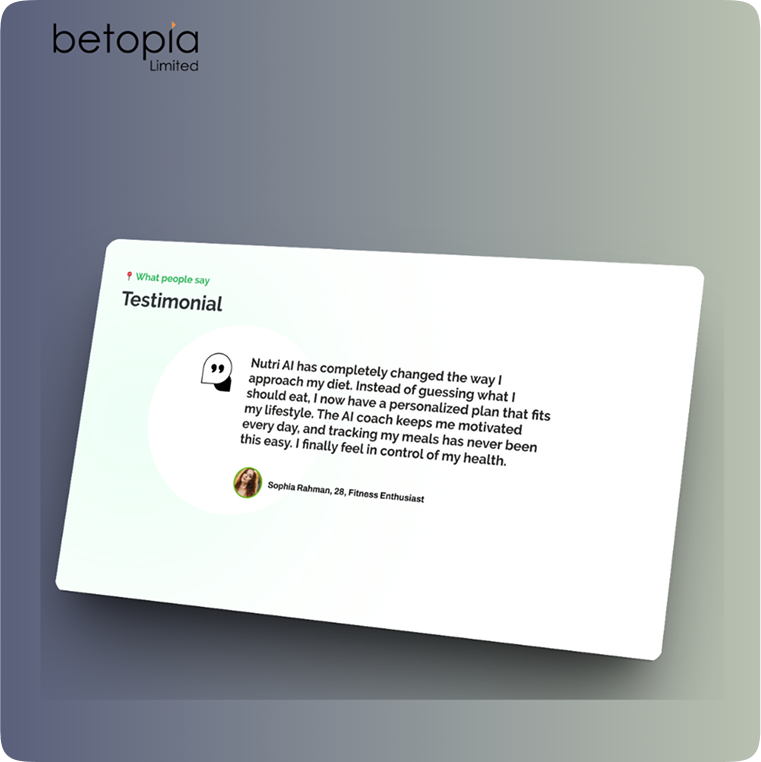 betopia
Limited
What people say
Testimonial
Nutri AI has completely changed the way I
approach my diet. Instead of guessing what I
should eat, I now have a personalized plan that fits
my lifestyle. The AI coach keeps me motivated
every day, and tracking my meals has never been
this easy. I finally feel in control of my health.
Sophia Rahman, 28, Fitness Enthusiast